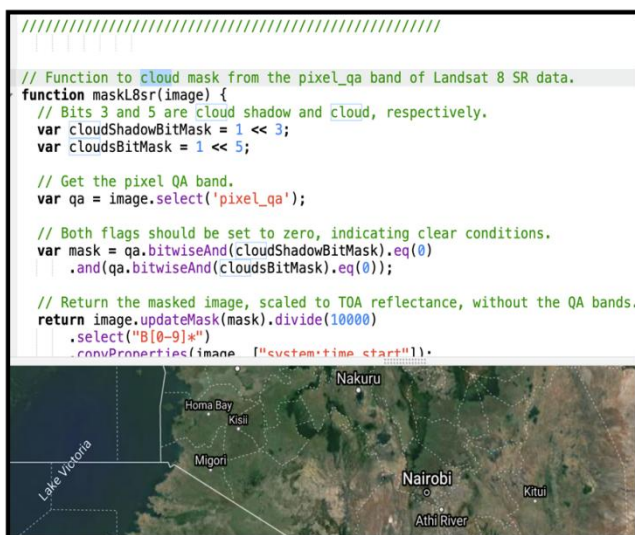 ////////////////////////////////////////////////////////
// Function to cloud mask from the pixel_qa band of Landsat 8 SR data.
function maskL8sr(image) {
// Bits 3 and 5 are cloud shadow and cloud, respectively.
var cloudShadowBitMask = 1 << 3;
var cloudsBitMask = 1 << 5;
// Get the pixel QA band.
var qa = image.select('pixel_qa');
// Both flags should be set to zero, indicating clear conditions.
var mask = qa.bitwiseAnd(cloudShadowBitMask).eq(0)
.and(qa.bitwiseAnd(cloudsBitMask).eq(0));
// Return the masked image, scaled to TOA reflectance, without the QA bands.
return image.updateMask(mask).divide(10000)
.select("B[0-9]*")
.copyProperties(image, ["system:time_start"]);
Nakuru
Homa Bay
Kisii
Migori
Lake Victoria
Nairobi
Kitui
Athi River